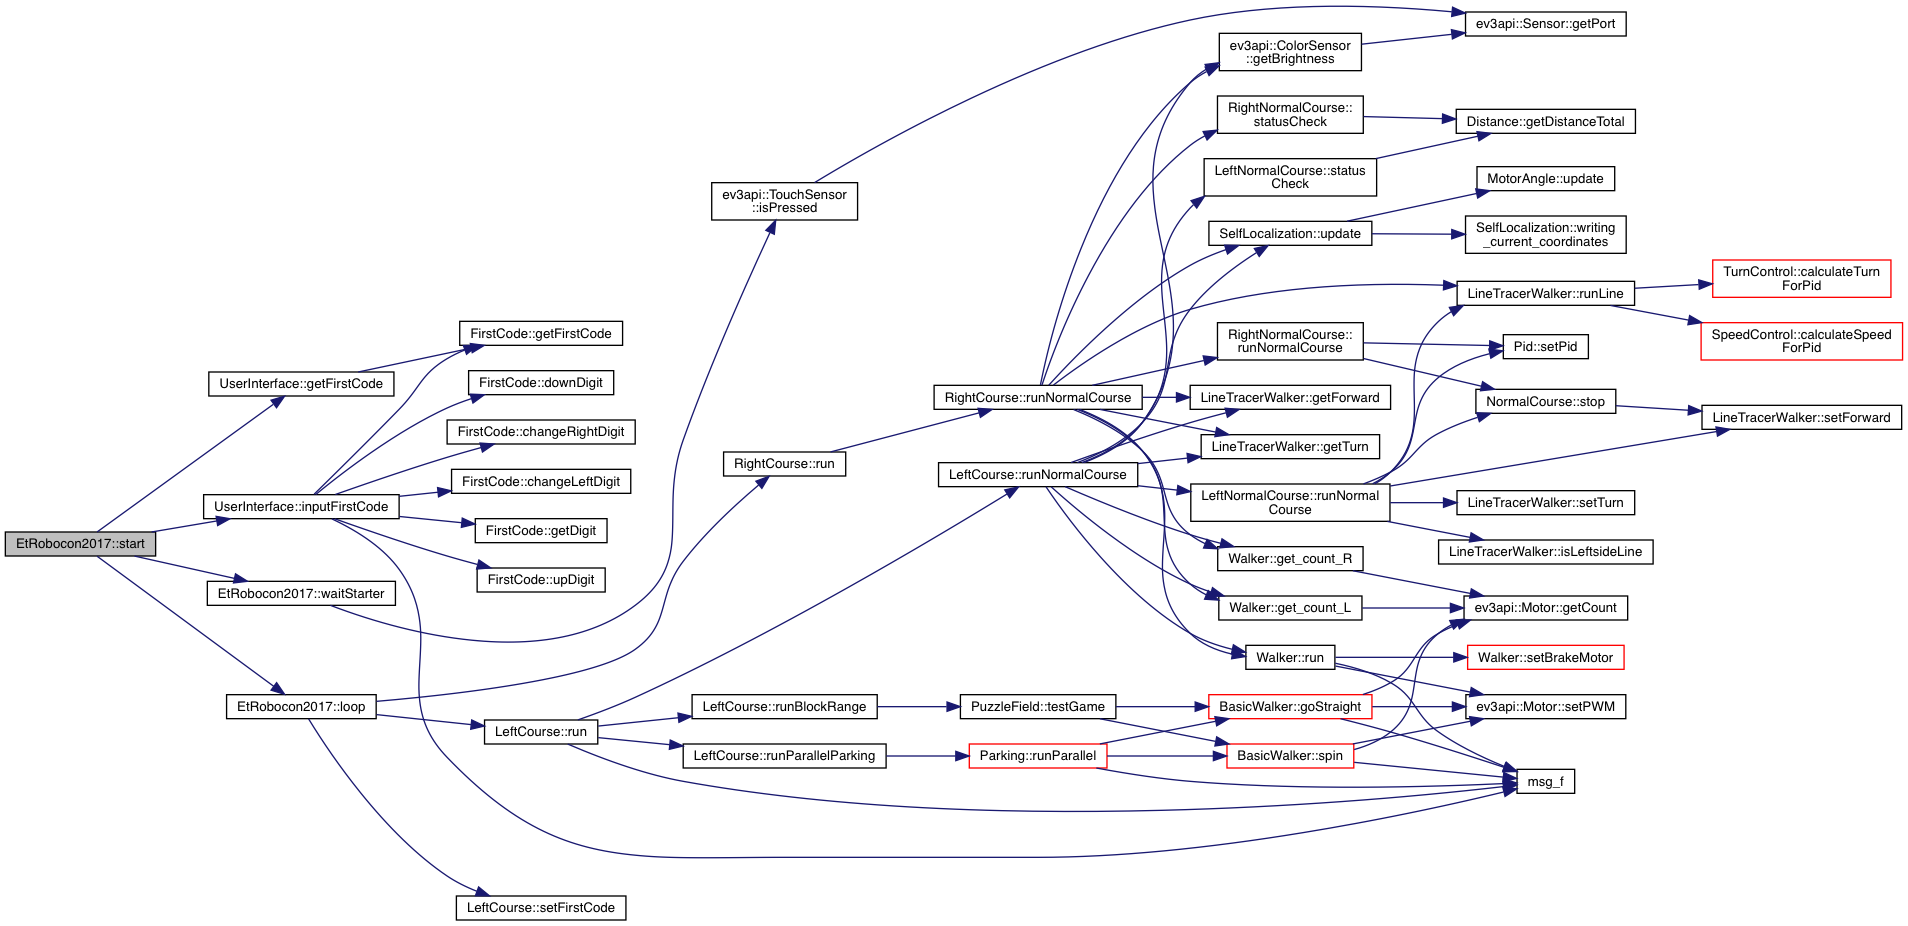 EtRobocon2017::start
UserInterface::getFirstCode
UserInterface::inputFirstCode
EtRobocon2017::waitStarter
EtRobocon2017::loop
FirstCode::getFirstCode
FirstCode::downDigit
FirstCode::changeRightDigit
FirstCode::changeLeftDigit
FirstCode::getDigit
FirstCode::upDigit
LeftCourse::run
LeftCourse::setFirstCode
ev3api::TouchSensor
::isPressed
RightCourse::run
LeftCourse::runBlockRange
LeftCourse::runParallelParking
RightCourse::runNormalCourse
LeftCourse::runNormalCourse
PuzzleField::testGame
Parking::runParallel
ev3api::ColorSensor
::getBrightness
RightNormalCourse::
statusCheck
LeftNormalCourse::status
Check
SelfLocalization::update
RightNormalCourse::
runNormalCourse
LineTracerWalker::getForward
LineTracerWalker::getTurn
LeftNormalCourse::runNormal
Course
Walker::get_count_R
Walker::get_count_L
Walker::run
BasicWalker::goStraight
BasicWalker::spin
ev3api::Sensor::getPort
Distance::getDistanceTotal
MotorAngle::update
SelfLocalization::writing
_current_coordinates
LineTracerWalker::runLine
Pid::setPid
NormalCourse::stop
LineTracerWalker::setTurn
LineTracerWalker::isLeftsideLine
ev3api::Motor::getCount
Walker::setBrakeMotor
ev3api::Motor::setPWM
msg_f
TurnControl::calculateTurn
ForPid
SpeedControl::calculateSpeed
ForPid
LineTracerWalker::setForward